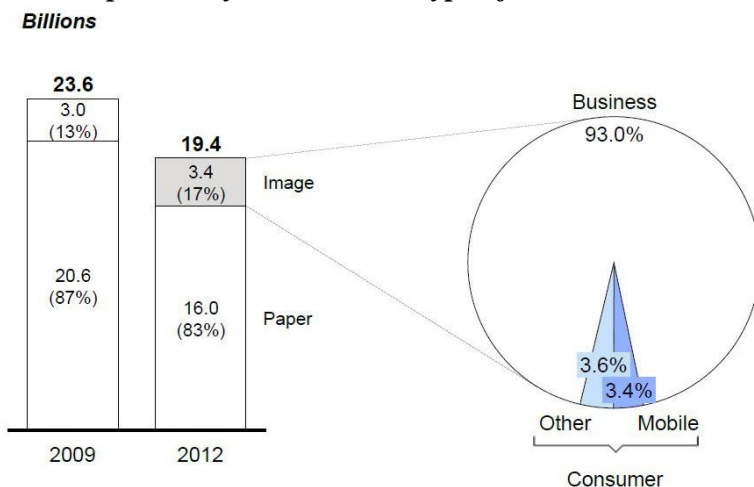 Billions
23.6
3.0
(13%)
20.6
(87%)
2009
19.4
3.4
(17%)
16.0
(83%)
2012
Image
Paper
Business
93.0%
3.6%
3.4%
Other Mobile
Consumer